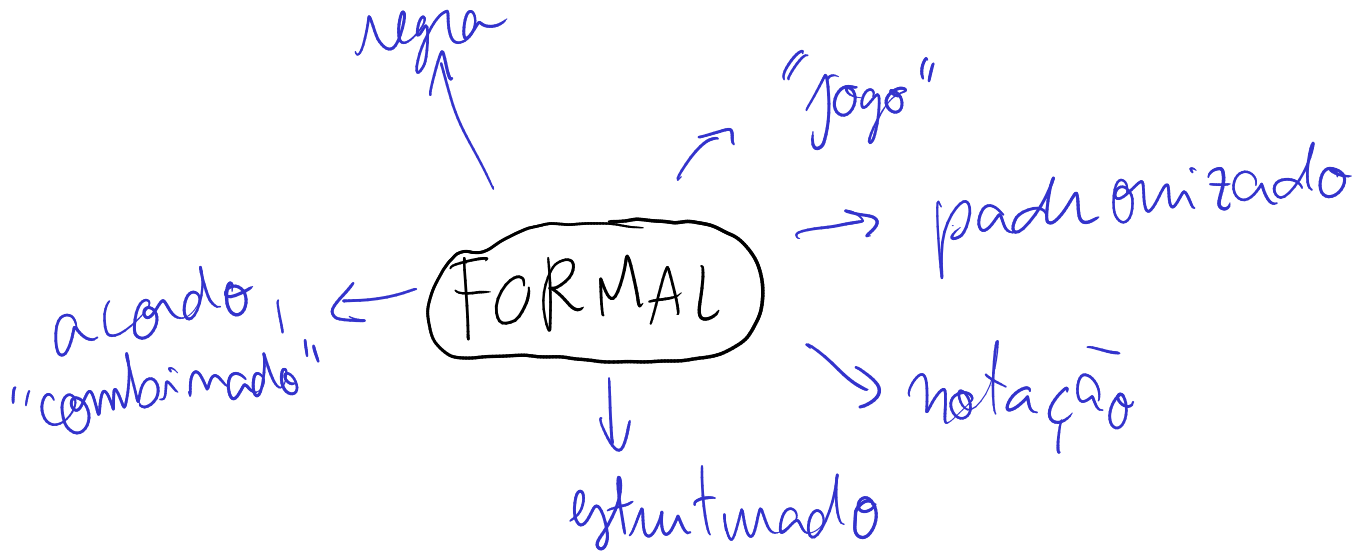 regra
"jogo"
padronizado
FORMAL
acordo,
"combinado"
notação
estruturado